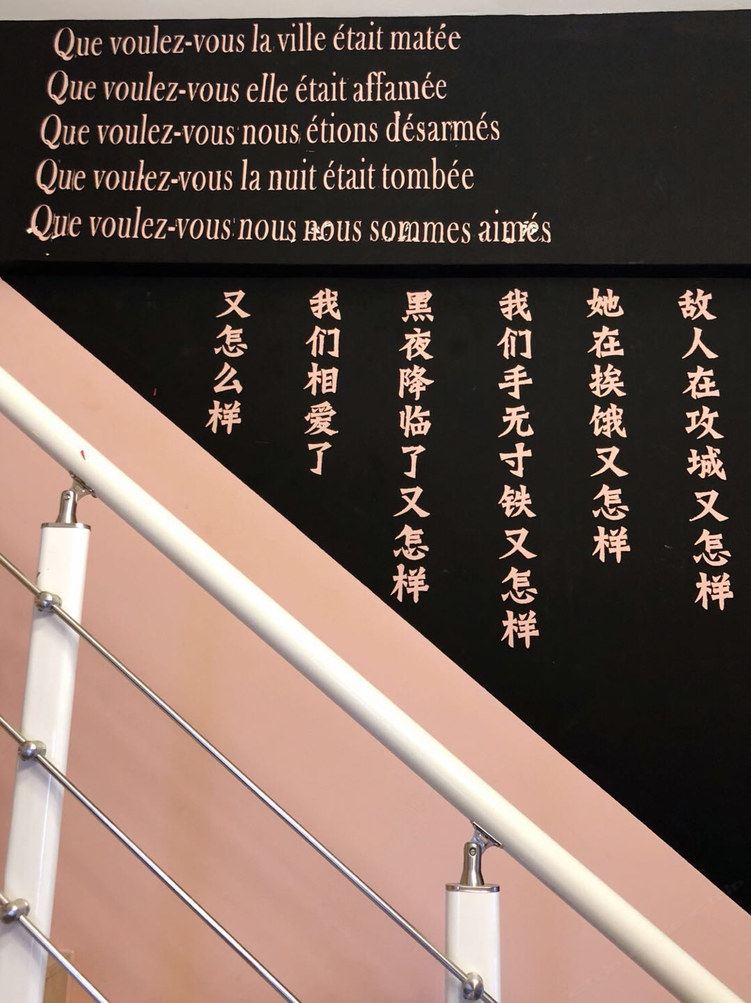 Que voulez-vous la ville était matée
Que voulez-vous elle était affamée
Que voulez-vous nous étions désarmés
Que voulez-vous la nuit était tombée
Que voulez-vous nous nous sommes aimés
敌人在攻城又怎样
她在挨饿又怎样
我们手无寸铁又怎样
黑夜降临了又怎样
我们相爱了
又怎么样